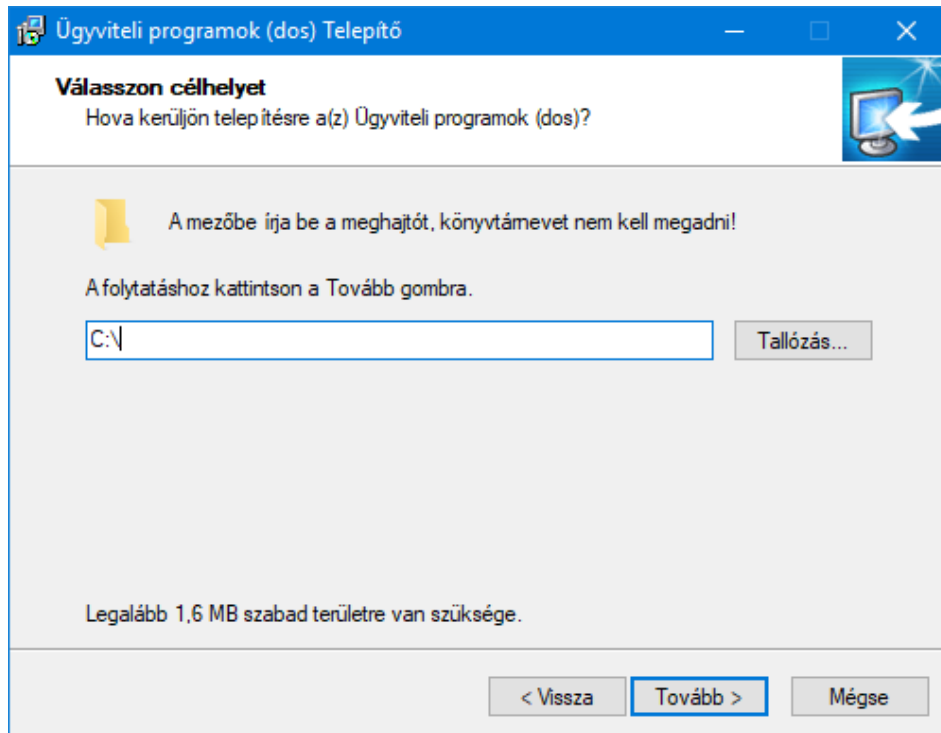 Ügyviteli programok (dos) Telepítő
Válasszon célhelyet
Hova kerüljön telepítésre a(z) Ügyviteli programok (dos)?
A mezőbe írja be a meghajtót, könyvtárnevet nem kell megadni!
A folytatáshoz kattintson a Tovább gombra.
C:\
Tallózás...
Legalább 1,6 MB szabad területre van szüksége.
< Vissza
Tovább >
Mégse